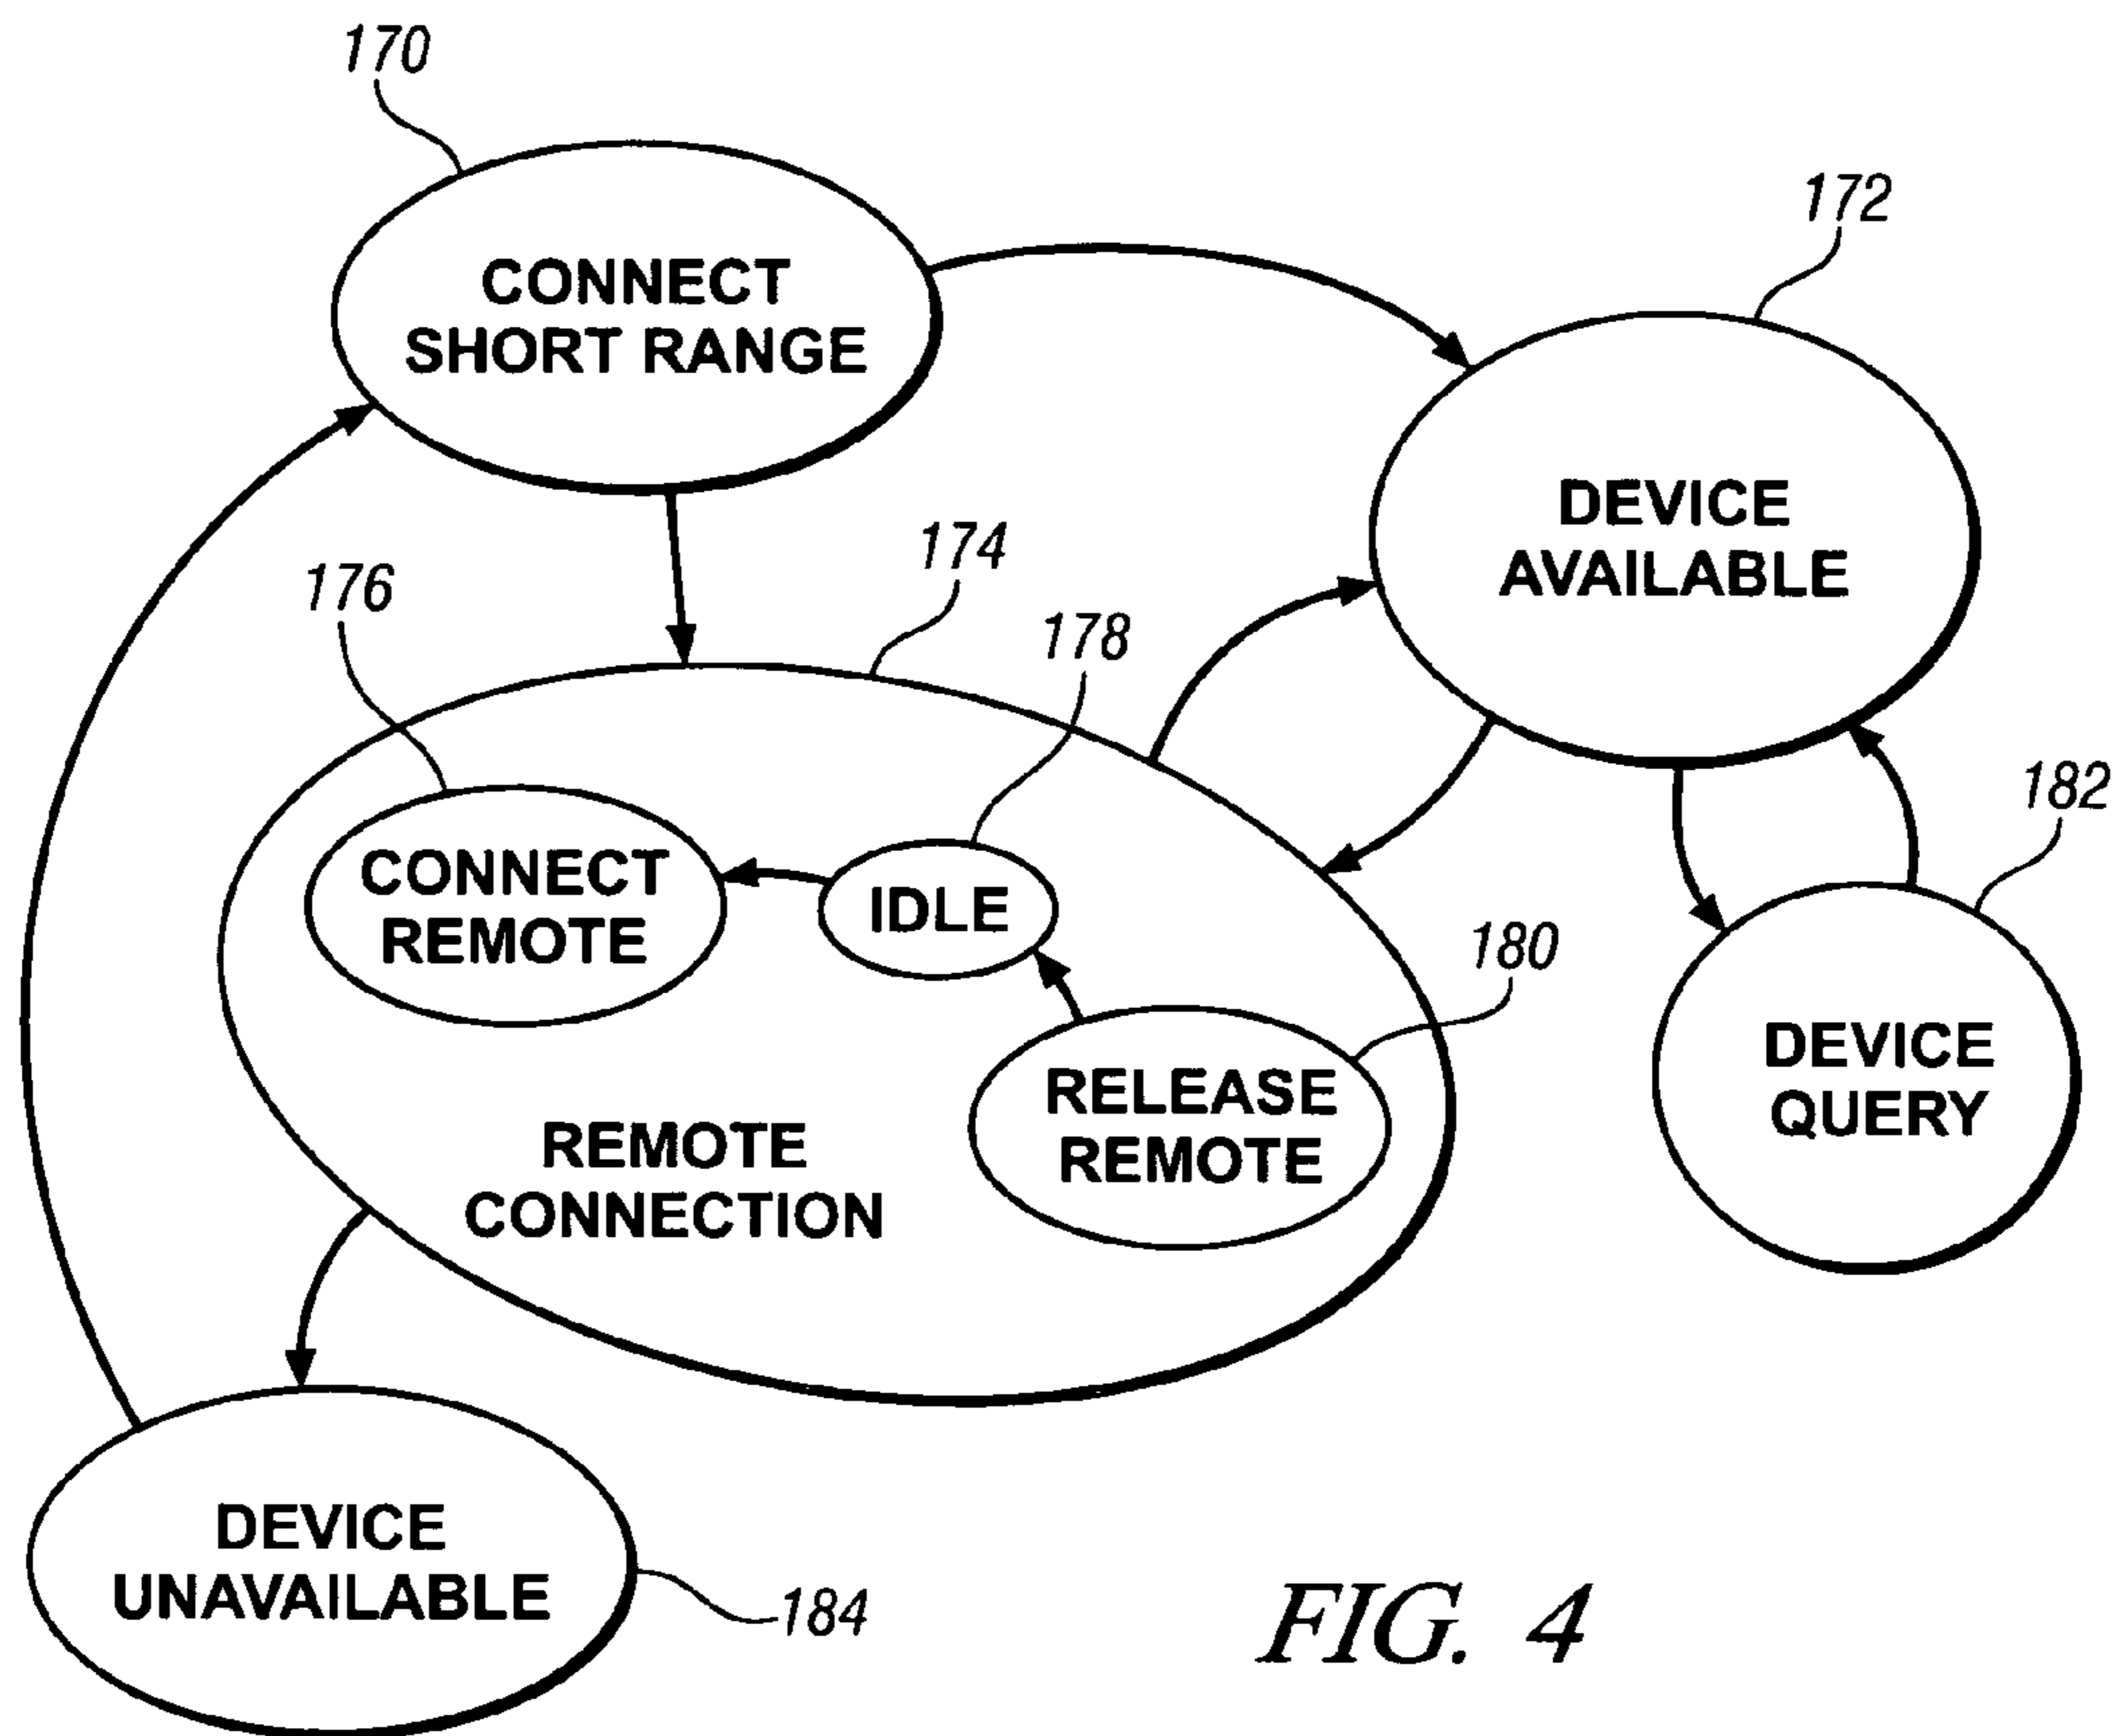 170
CONNECT
SHORT RANGE
172
DEVICE
AVAILABLE
174
176
178
CONNECT
REMOTE
IDLE
180
RELEASE
REMOTE
REMOTE
CONNECTION
182
DEVICE
QUERY
DEVICE
UNAVAILABLE
184
FIG. 4